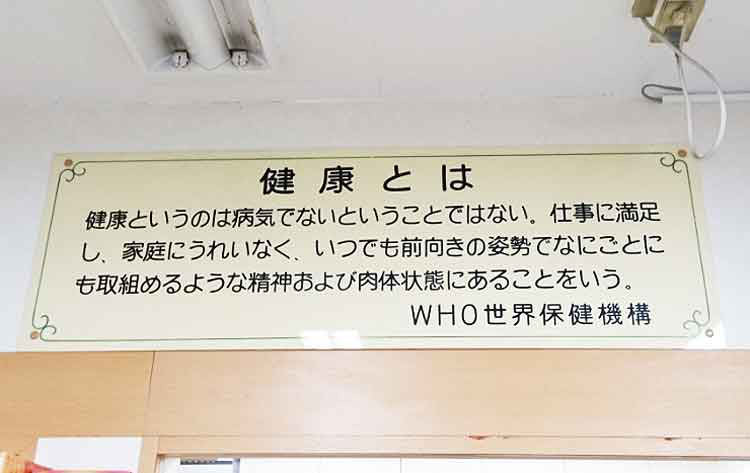 健康とは
健康というのは病気でないということではない。仕事に満足
し、家庭にうれいなく、いつでも前向きの姿勢でなにごとに
も取組めるような精神および肉体状態にあることをいう。
WHO世界保健機構